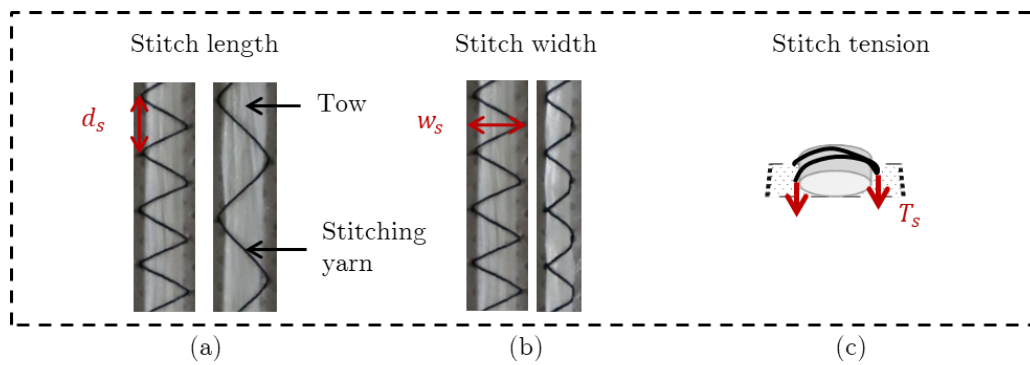 Stitch length
Stitch width
Stitch tension
d_s
Tow
w_s
T_s
Stitching
yarn
(a)
(b)
(c)